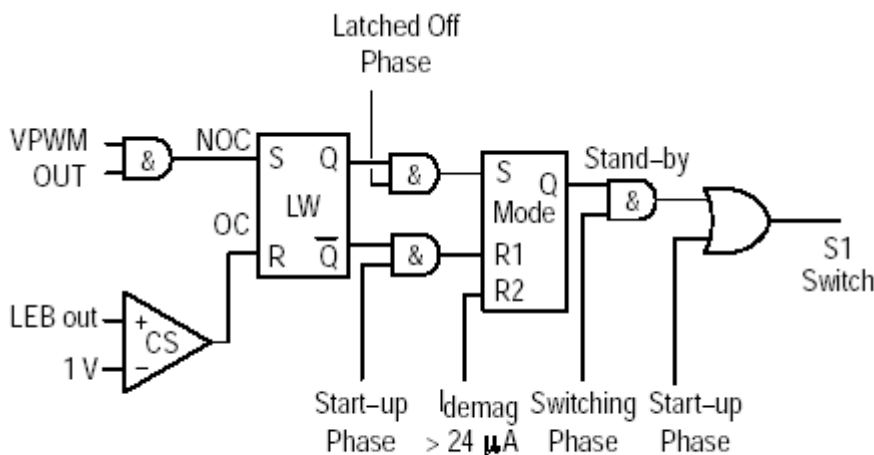 Latched Off
Phase
VPWM
OUT
&
NOC
S
Q
LW
OC
R
Q
&
&
S
Q
Mode
R1
R2
Stand–by
&
S1
Switch
LEB out
1 V
+
CS
–
Start–up
Phase
Idemag
> 24 μA
Switching
Phase
Start–up
Phase